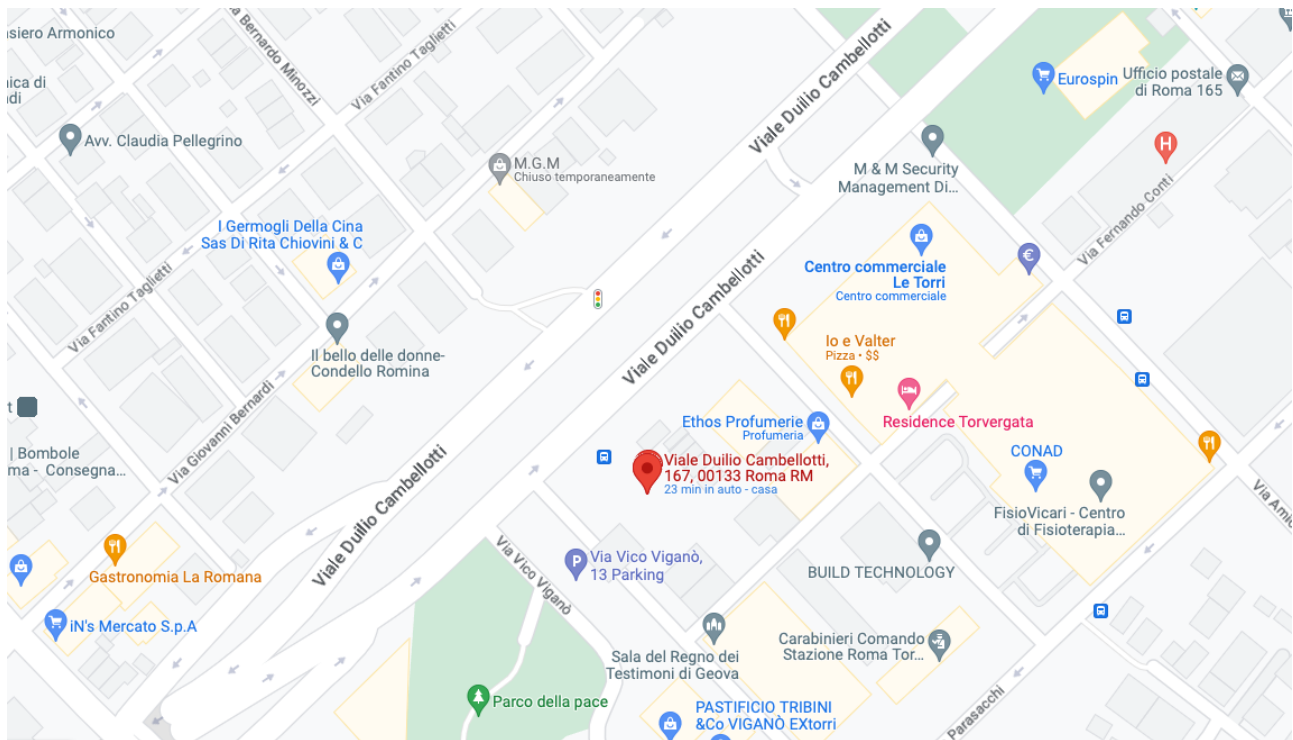 siero Armonico
Via Bernardo Minozzi
Via Fantino Taglietti
Viale Duilio Cambellotti
Eurospin
Ufficio postale
di Roma 165
Avv. Claudia Pellegrino
M.G.M
Chiuso temporaneamente
M & M Security
Management Di...
H
Via Fernando Conti
I Germogli Della Cina
Sas Di Rita Chiovini & C
Centro commerciale
Le Torri
Centro commerciale
€
Via Fantino Taglietti
Viale Duilio Cambellotti
Il bello delle donne-
Condello Romina
Io e Valter
Pizza • $$
Residence Torvergata
Via Giovanni Bernardi
Ethos Profumerie
Profumeria
| Bombole
ma - Consegna...
Viale Duilio Cambellotti
Viale Duilio Cambellotti,
167, 00133 Roma RM
23 min in auto - casa
CONAD
FisioVicari - Centro
di Fisioterapia...
Via Amic
Gastronomia La Romana
Via Vico Viganò
P
Via Vico Viganò,
13 Parking
BUILD TECHNOLOGY
iN's Mercato S.p.A
Sala del Regno dei
Testimoni di Geova
Carabinieri Comando
Stazione Roma Tor...
Parco della pace
PASTIFICIO TRIBINI
&Co VIGANÒ EXtorri
Parasacchi